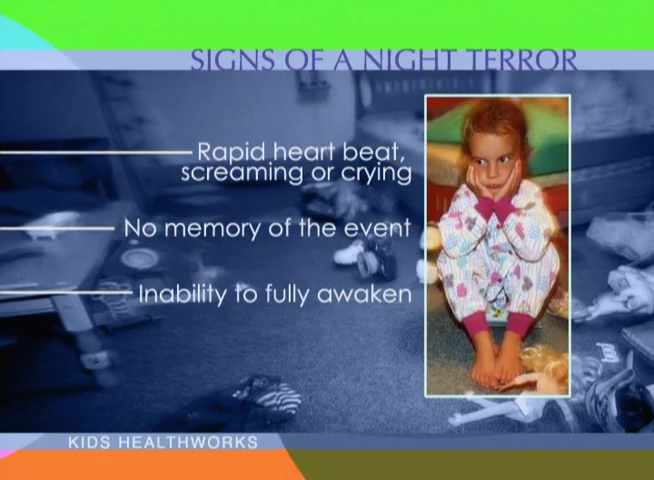 SIGNS OF A NIGHT TERROR
Rapid heart beat,
screaming or crying
No memory of the event
Inability to fully awaken
KIDS HEALTHWORKS